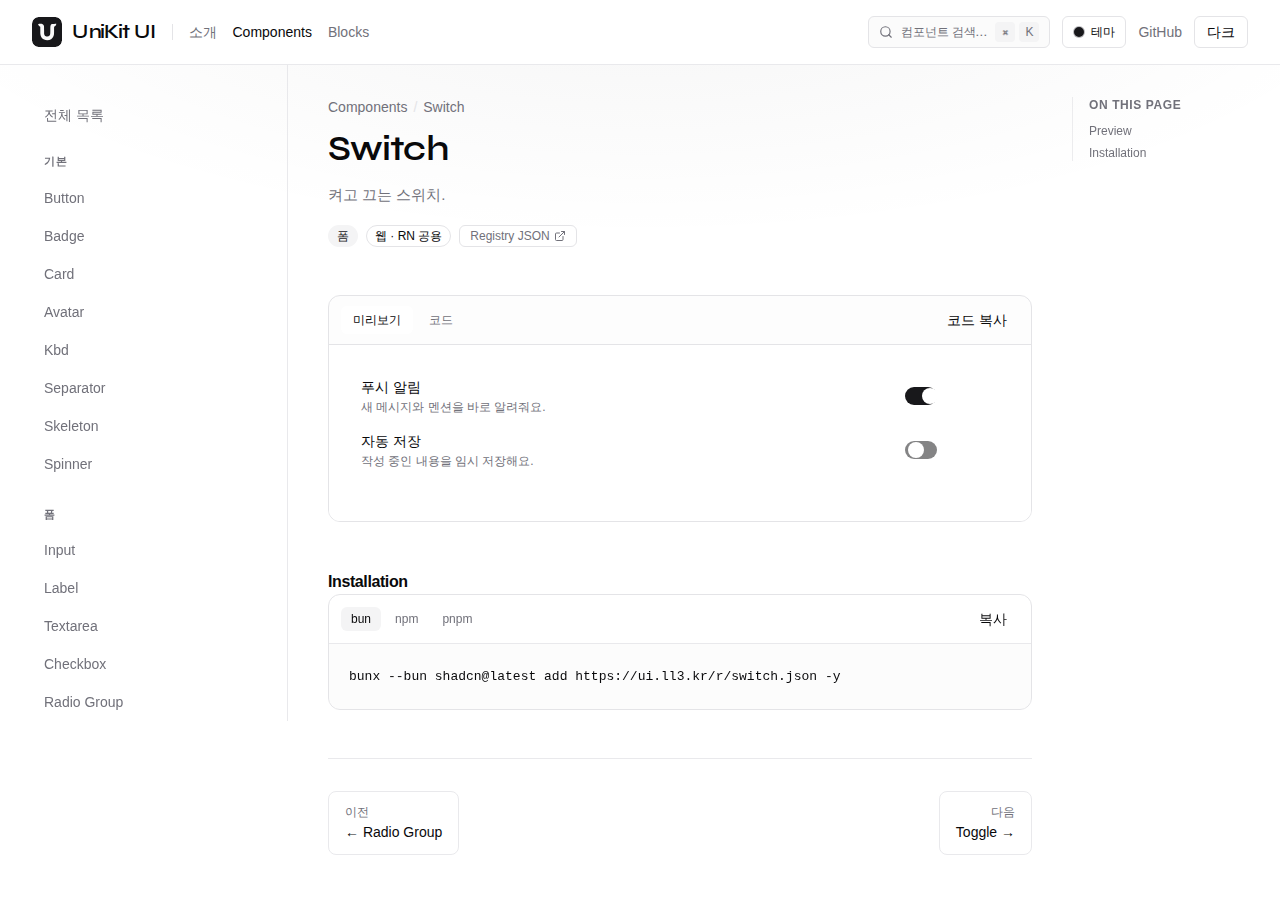 UniKit UI 소개 Components Blocks 컴포넌트 검색... ⌘ K 테마 GitHub 다크
전체 목록
기본
Button
Badge
Card
Avatar
Kbd
Separator
Skeleton
Spinner
폼
Input
Label
Textarea
Checkbox
Radio Group
Components / Switch
Switch
켜고 끄는 스위치.
폼 웹 · RN 공용 Registry JSON
미리보기 코드 코드 복사
푸시 알림
새 메시지와 멘션을 바로 알려줘요.
자동 저장
작성 중인 내용을 임시 저장해요.
Installation
bun npm pnpm 복사
bunx --bun shadcn@latest add https://ui.ll3.kr/r/switch.json -y
이전
← Radio Group
다음
Toggle →
ON THIS PAGE
Preview
Installation